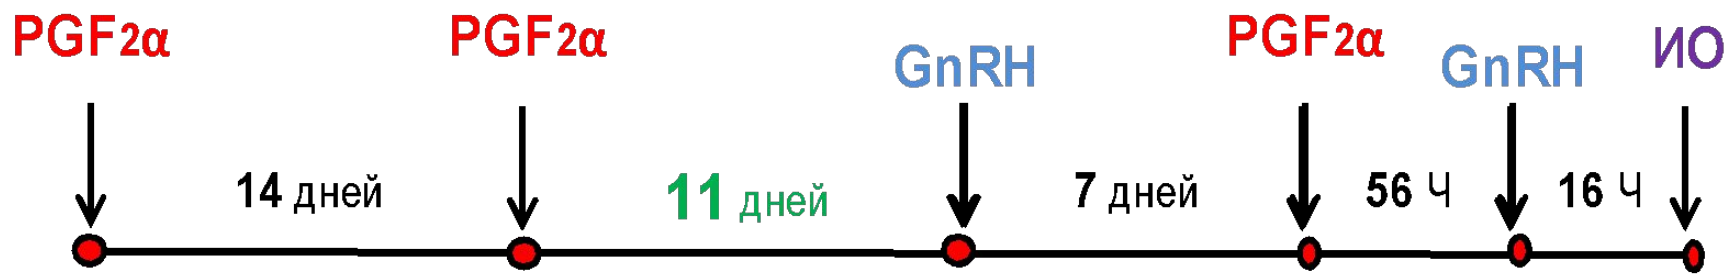 PGF2α PGF2α GnRH PGF2α GnRH ИО
14 дней 11 дней 7 дней 56 Ч 16 Ч